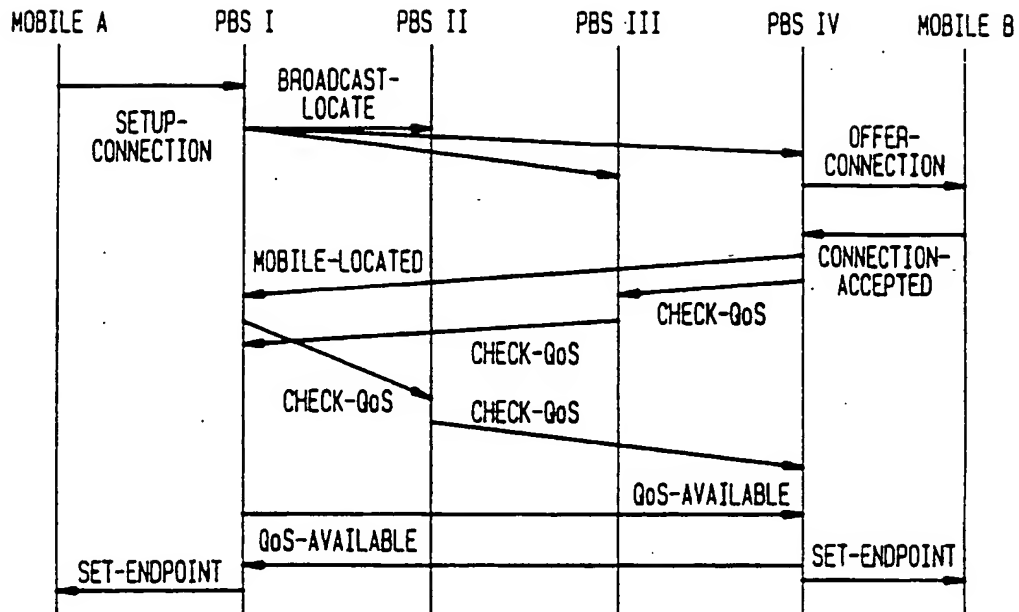 MOBILE A PBS I PBS II PBS III PBS IV MOBILE B
BROADCAST-
LOCATE
SETUP-
CONNECTION
OFFER-
CONNECTION
MOBILE-LOCATED
CONNECTION-
ACCEPTED
CHECK-QoS
CHECK-QoS
CHECK-QoS
CHECK-QoS
QoS-AVAILABLE
QoS-AVAILABLE
SET-ENDPOINT
SET-ENDPOINT